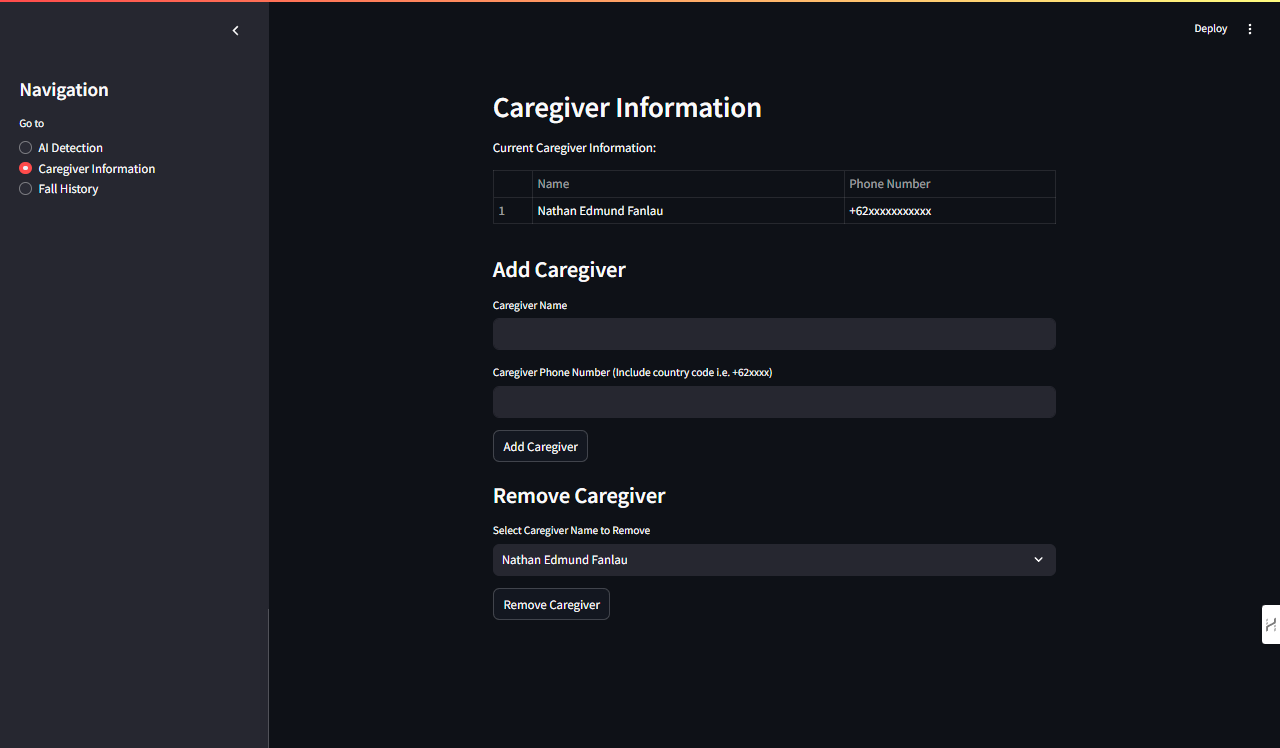 Deploy
Navigation
Go to
AI Detection
Caregiver Information
Fall History
Caregiver Information
Current Caregiver Information:
Name Phone Number
1 Nathan Edmund Fanlau +62xxxxxxxxxxx
Add Caregiver
Caregiver Name
Caregiver Phone Number (Include country code i.e. +62xxxx)
Add Caregiver
Remove Caregiver
Select Caregiver Name to Remove
Nathan Edmund Fanlau
Remove Caregiver